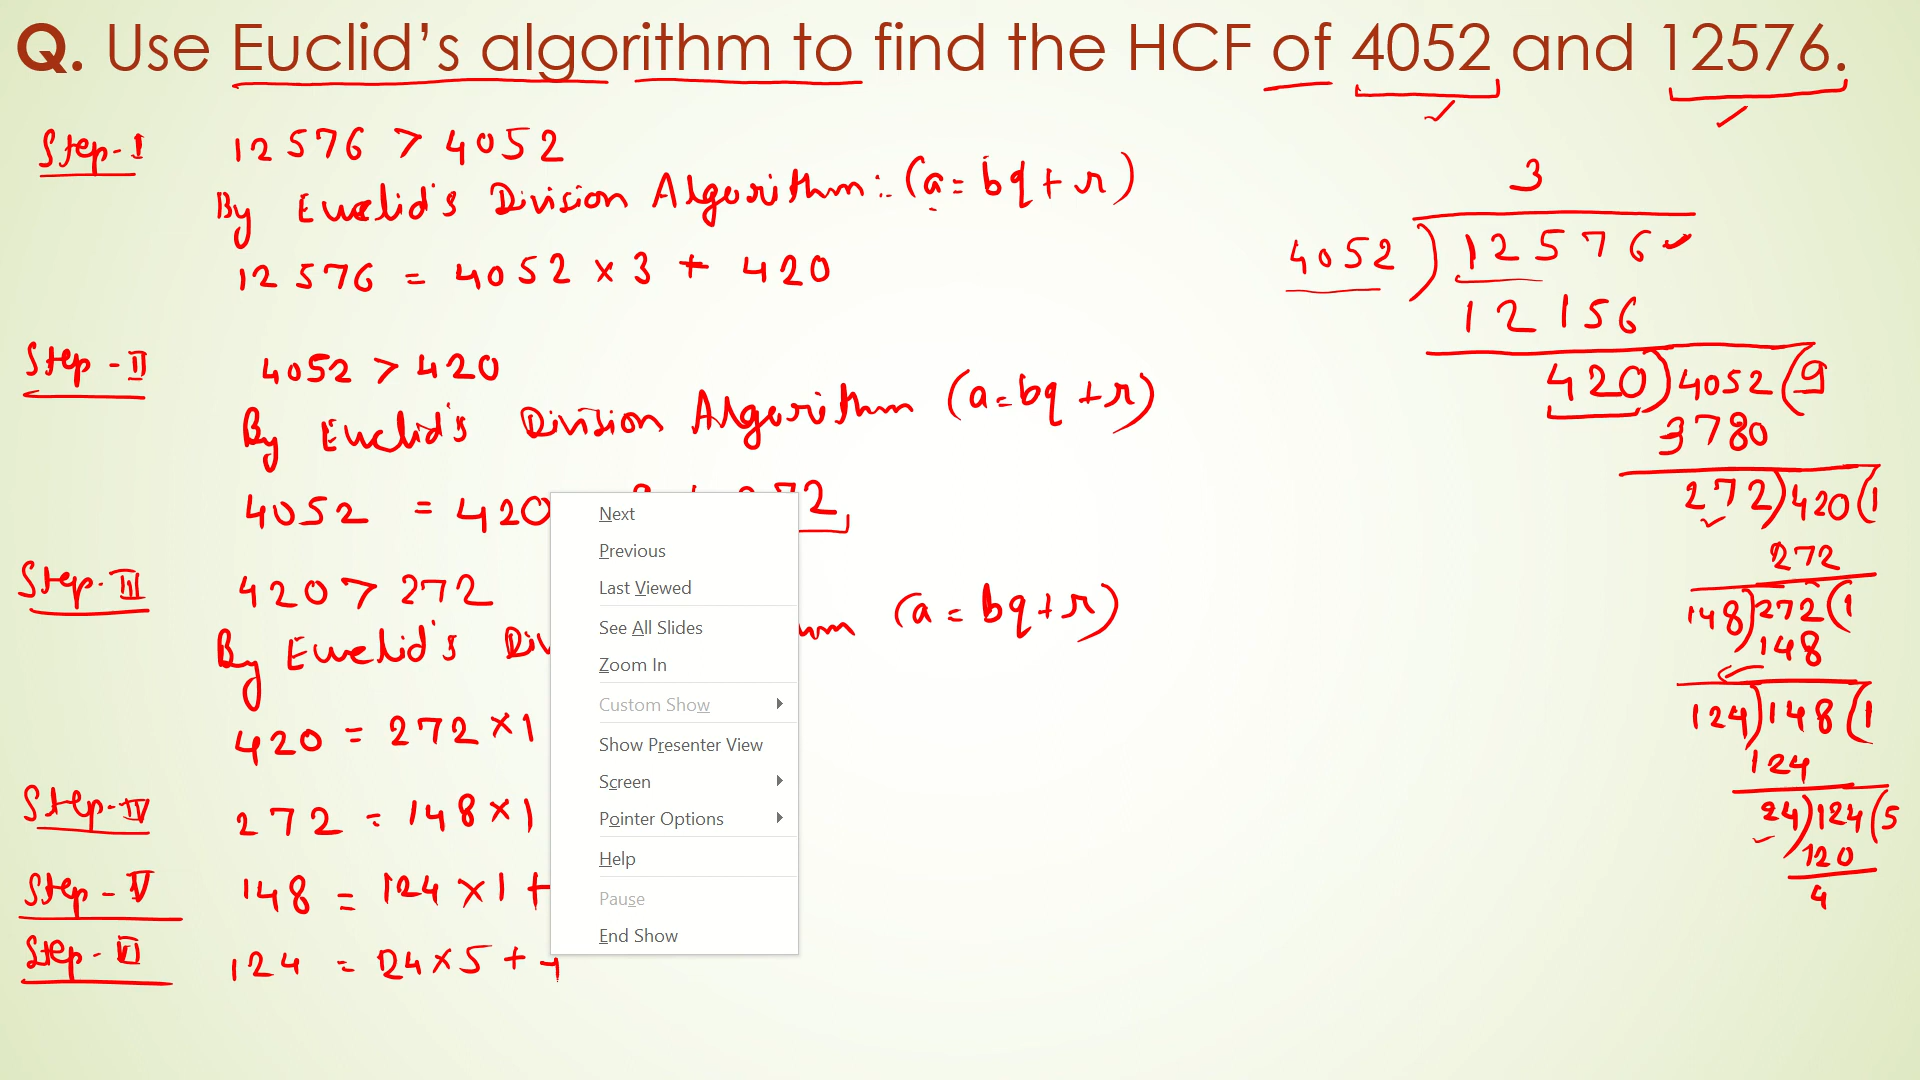 Q. Use Euclid's algorithm to find the HCF of 4052 and 12576.
Step-I 12576 > 4052
By Euclid's Division Algorithm:- (a = bq + r)
12576 = 4052 × 3 + 420
Step-II 4052 > 420
By Euclid's Division Algorithm (a = bq + r)
4052 = 420 72
Step-III 420 > 272
By Euclid's (a = bq + r)
420 = 272 × 1
Step-IV 272 = 148 × 1
Step-V 148 = 124 × 1 +
Step-VI 124 = 24 × 5 +
3
4052 ) 12576
12156
420 ) 4052 ( 9
3780
272 ) 420 ( 1
272
148 ) 272 ( 1
148
124 ) 148 ( 1
124
24 ) 124 ( 5
120
4
Next
Previous
Last Viewed
See All Slides
Zoom In
Custom Show
Show Presenter View
Screen
Pointer Options
Help
Pause
End Show